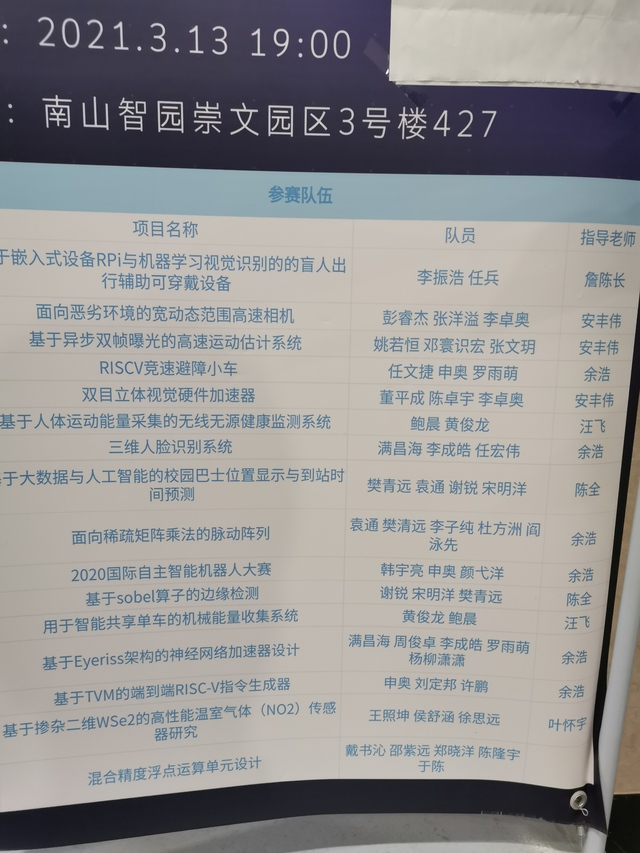 : 2021.3.13 19:00
: 南山智园崇文园区3号楼427
参赛队伍
项目名称 队员 指导老师
于嵌入式设备RPi与机器学习视觉识别的的盲人出
行辅助可穿戴设备 李振浩 任兵 詹陈长
面向恶劣环境的宽动态范围高速相机 彭睿杰 张洋溢 李卓奥 安丰伟
基于异步双帧曝光的高速运动估计系统 姚若恒 邓寰识宏 张文玥 安丰伟
RISCV竞速避障小车 任文捷 申奥 罗雨萌 余浩
双目立体视觉硬件加速器 董平成 陈卓宇 李卓奥 安丰伟
基于人体运动能量采集的无线无源健康监测系统 鲍晨 黄俊龙 汪飞
三维人脸识别系统 满昌海 李成皓 任宏伟 余浩
基于大数据与人工智能的校园巴士位置显示与到站时
间预测 樊青远 袁通 谢锐 宋明洋 陈全
面向稀疏矩阵乘法的脉动阵列 袁通 樊清远 李子纯 杜方洲 阎
泳先 余浩
2020国际自主智能机器人大赛 韩宇亮 申奥 颜弋洋 余浩
基于sobel算子的边缘检测 谢锐 宋明洋 樊青远 陈全
用于智能共享单车的机械能量收集系统 黄俊龙 鲍晨 汪飞
基于Eyeriss架构的神经网络加速器设计 满昌海 周俊卓 李成皓 罗雨萌
杨柳潇潇 余浩
基于TVM的端到端RISC-V指令生成器 申奥 刘定邦 许鹏 余浩
基于掺杂二维WSe2的高性能温室气体（NO2）传感
器研究 王照坤 侯舒涵 徐思远 叶怀宇
混合精度浮点运算单元设计 戴书沁 邵紫远 郑晓洋 陈隆宇
于陈